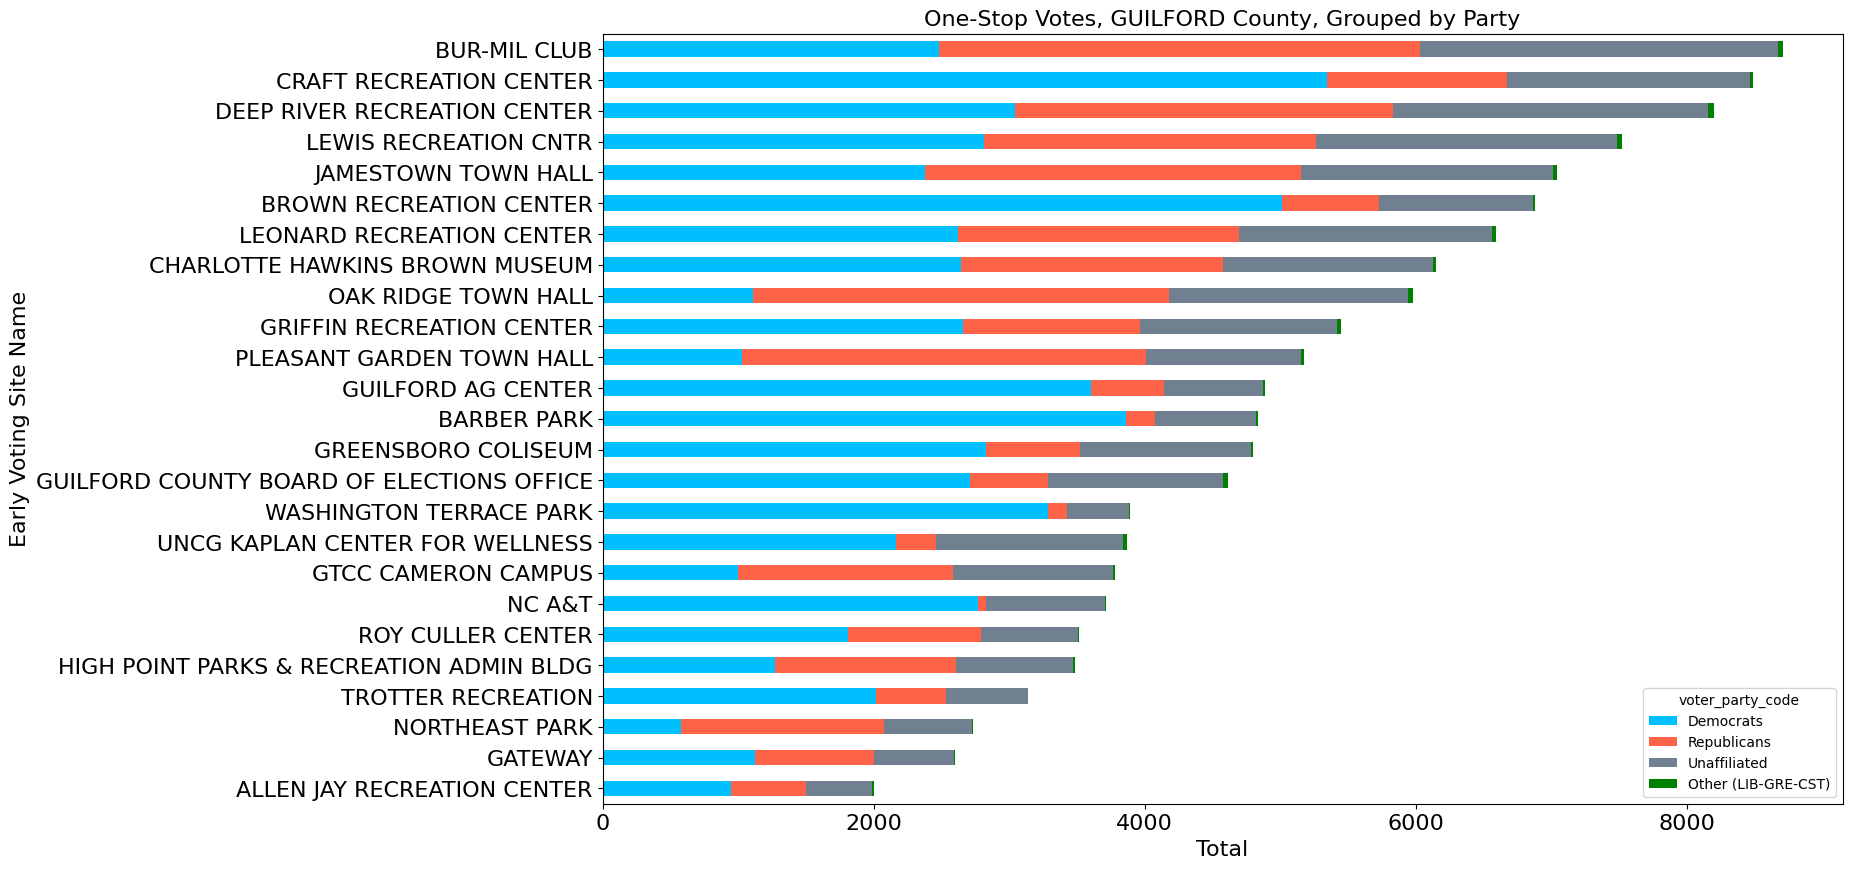 One-Stop Votes, GUILFORD County, Grouped by Party
Early Voting Site Name
BUR-MIL CLUB
CRAFT RECREATION CENTER
DEEP RIVER RECREATION CENTER
LEWIS RECREATION CNTR
JAMESTOWN TOWN HALL
BROWN RECREATION CENTER
LEONARD RECREATION CENTER
CHARLOTTE HAWKINS BROWN MUSEUM
OAK RIDGE TOWN HALL
GRIFFIN RECREATION CENTER
PLEASANT GARDEN TOWN HALL
GUILFORD AG CENTER
BARBER PARK
GREENSBORO COLISEUM
GUILFORD COUNTY BOARD OF ELECTIONS OFFICE
WASHINGTON TERRACE PARK
UNCG KAPLAN CENTER FOR WELLNESS
GTCC CAMERON CAMPUS
NC A&T
ROY CULLER CENTER
HIGH POINT PARKS & RECREATION ADMIN BLDG
TROTTER RECREATION
NORTHEAST PARK
GATEWAY
ALLEN JAY RECREATION CENTER
voter_party_code
Democrats
Republicans
Unaffiliated
Other (LIB-GRE-CST)
0 2000 4000 6000 8000
Total